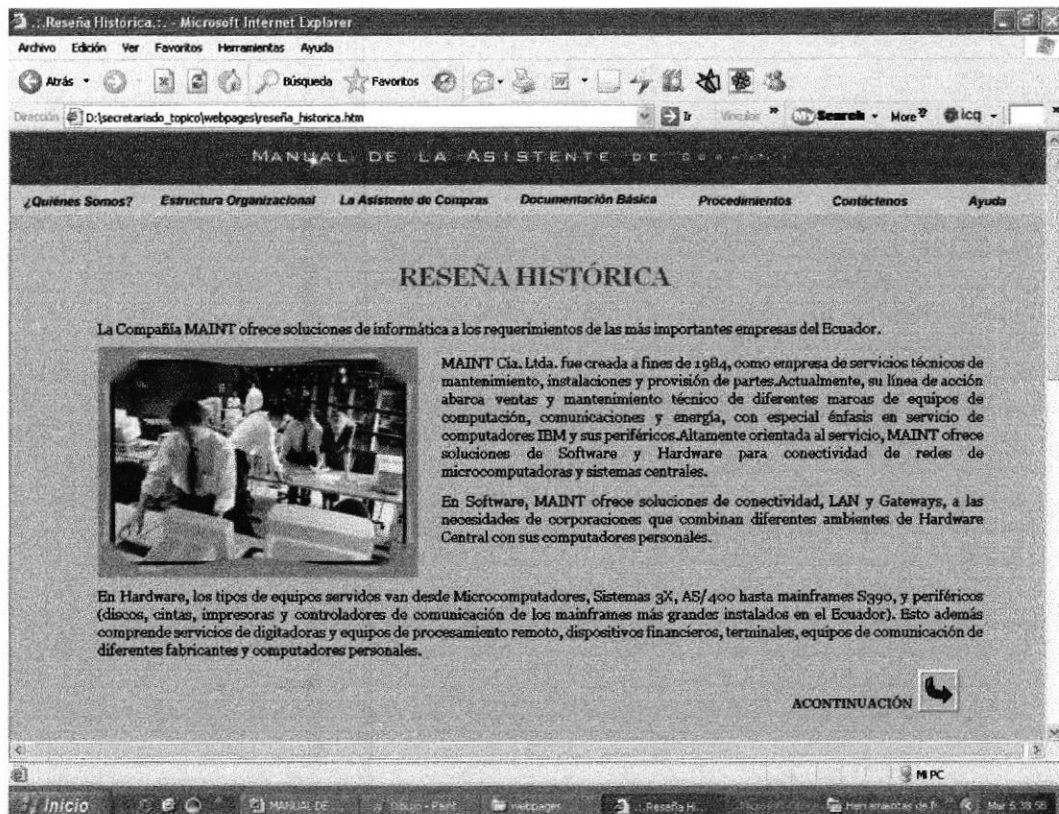 .:.Reseña Histórica.:. - Microsoft Internet Explorer
Archivo Edición Ver Favoritos Herramientas Ayuda
Atrás Búsqueda Favoritos
Dirección D:\secretariado_topico\webpages\reseña_historica.htm Ir Vínculos » My Search More » icq »
MANUAL DE LA ASISTENTE DE
¿Quiénes Somos? Estructura Organizacional La Asistente de Compras Documentación Básica Procedimientos Contáctenos Ayuda
RESEÑA HISTÓRICA
La Compañía MAINT ofrece soluciones de informática a los requerimientos de las más importantes empresas del Ecuador.
MAINT Cía. Ltda. fue creada a fines de 1984, como empresa de servicios técnicos de
mantenimiento, instalaciones y provisión de partes.Actualmente, su línea de acción
abarca ventas y mantenimiento técnico de diferentes marcas de equipos de
computación, comunicaciones y energía, con especial énfasis en servicio de
computadores IBM y sus periféricos.Altamente orientada al servicio, MAINT ofrece
soluciones de Software y Hardware para conectividad de redes de
microcomputadoras y sistemas centrales.
En Software, MAINT ofrece soluciones de conectividad, LAN y Gateways, a las
necesidades de corporaciones que combinan diferentes ambientes de Hardware
Central con sus computadores personales.
En Hardware, los tipos de equipos servidos van desde Microcomputadores, Sistemas 3X, AS/400 hasta mainframes S390, y periféricos
(discos, cintas, impresoras y controladores de comunicación de los mainframes más grandes instalados en el Ecuador). Esto además
comprende servicios de digitadoras y equipos de procesamiento remoto, dispositivos financieros, terminales, equipos de comunicación de
diferentes fabricantes y computadores personales.
ACONTINUACIÓN
Mi PC
Inicio MANUAL DE ... Dibujo - Paint webpages .:.Reseña H... Herramientas de Mar 5:38:56